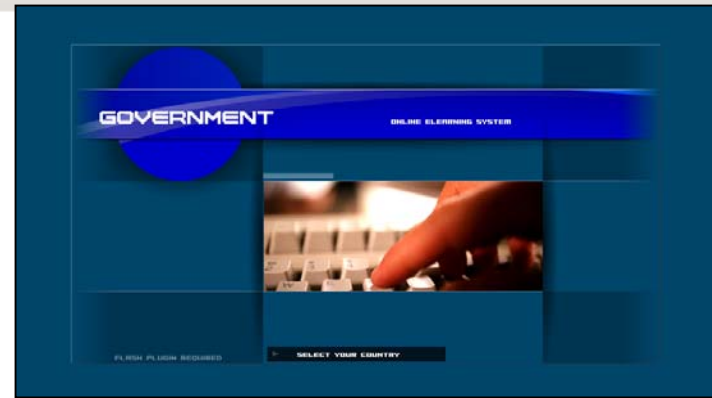 GOVERNMENT
ONLINE ELEARNING SYSTEM
FLASH PLUGIN REQUIRED
SELECT YOUR COUNTRY